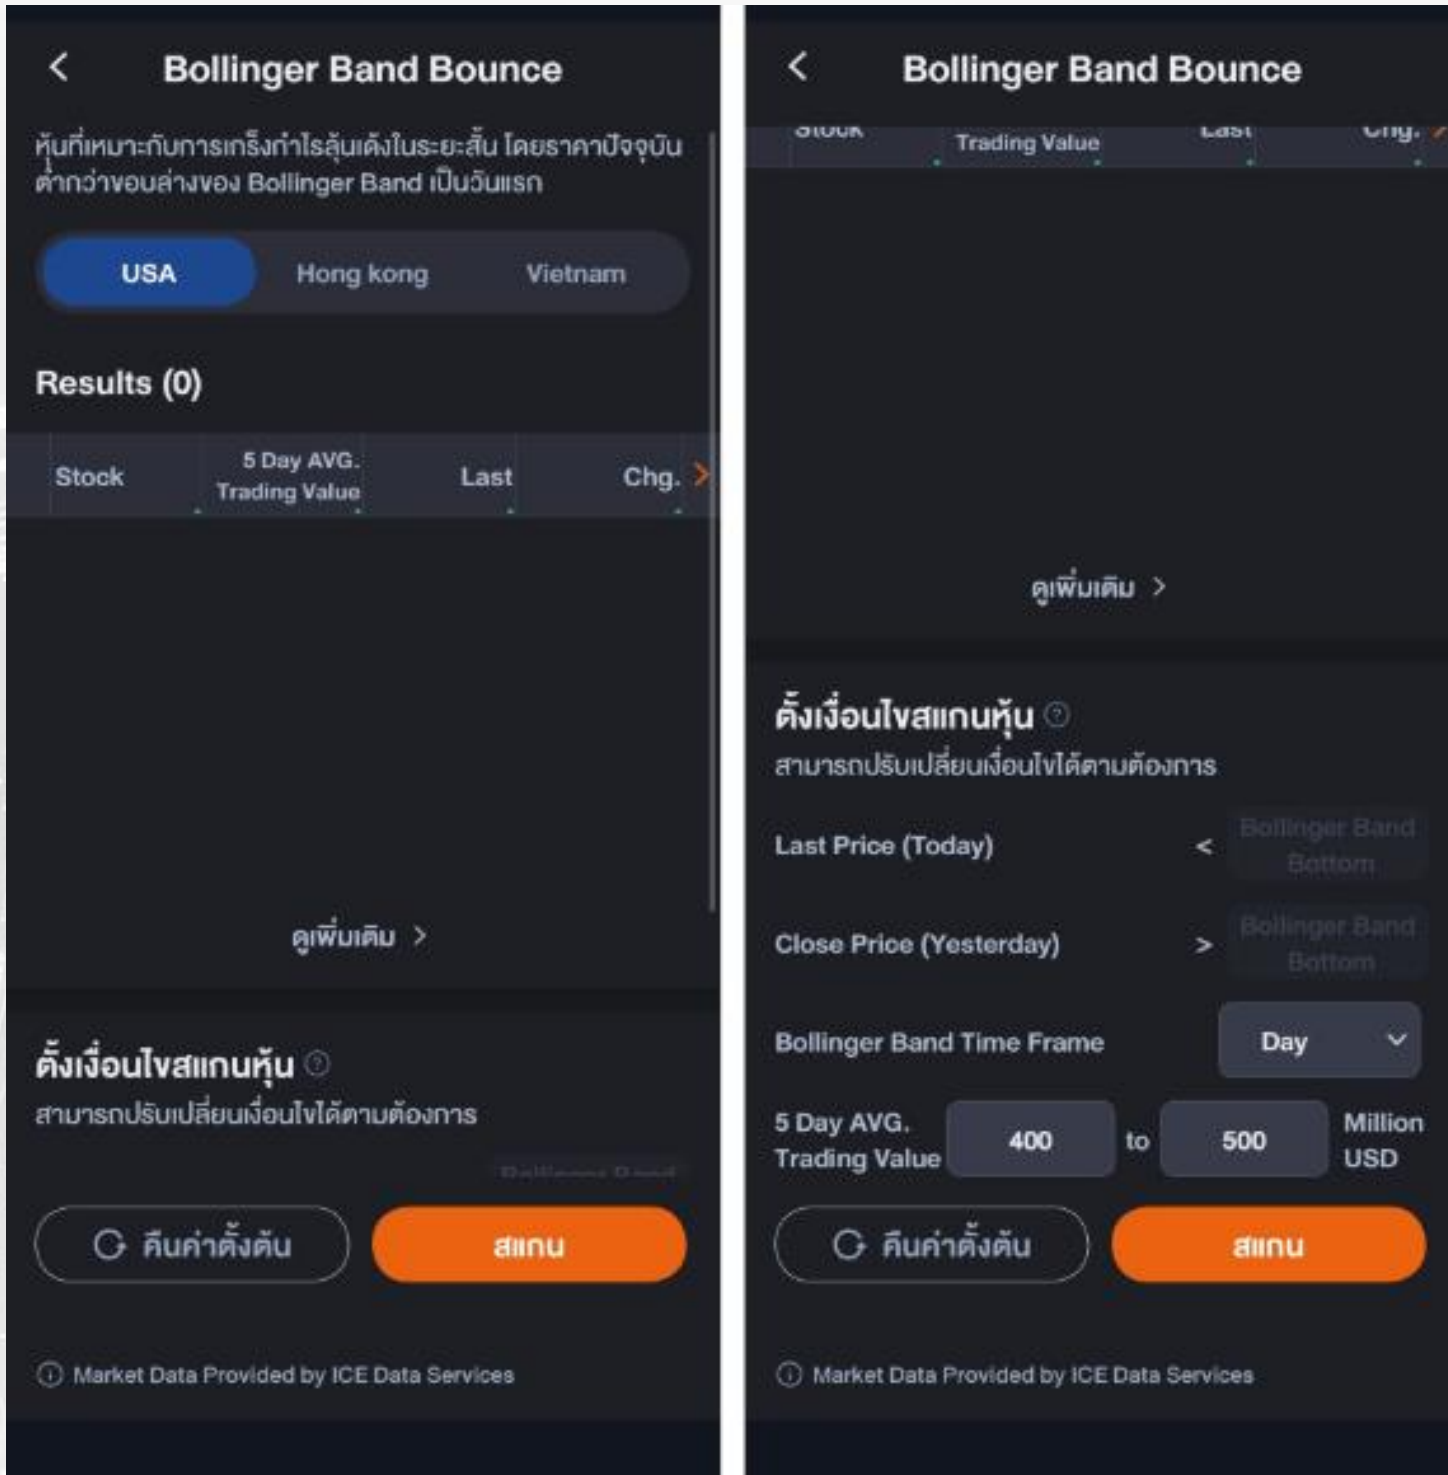 Bollinger Band Bounce
หุ้นที่เหมาะกับการเกร็งกำไรลุ้นเด้งในระยะสั้น โดยราคาปัจจุบัน
ต่ำกว่าขอบล่างของ Bollinger Band เป็นวันแรก
USA
Hong kong
Vietnam
Results (0)
Stock
5 Day AVG.
Trading Value
Last
Chg.
ดูเพิ่มเติม
ตั้งเงื่อนไขสแกนหุ้น
สามารถปรับเปลี่ยนเงื่อนไขได้ตามต้องการ
Bollinger Band
คืนค่าตั้งต้น
สแกน
Market Data Provided by ICE Data Services
Bollinger Band Bounce
Stock
Trading Value
Last
Chg.
ดูเพิ่มเติม
ตั้งเงื่อนไขสแกนหุ้น
สามารถปรับเปลี่ยนเงื่อนไขได้ตามต้องการ
Last Price (Today)
<
Bollinger Band
Bottom
Close Price (Yesterday)
>
Bollinger Band
Bottom
Bollinger Band Time Frame
Day
5 Day AVG.
Trading Value
400
to
500
Million
USD
คืนค่าตั้งต้น
สแกน
Market Data Provided by ICE Data Services